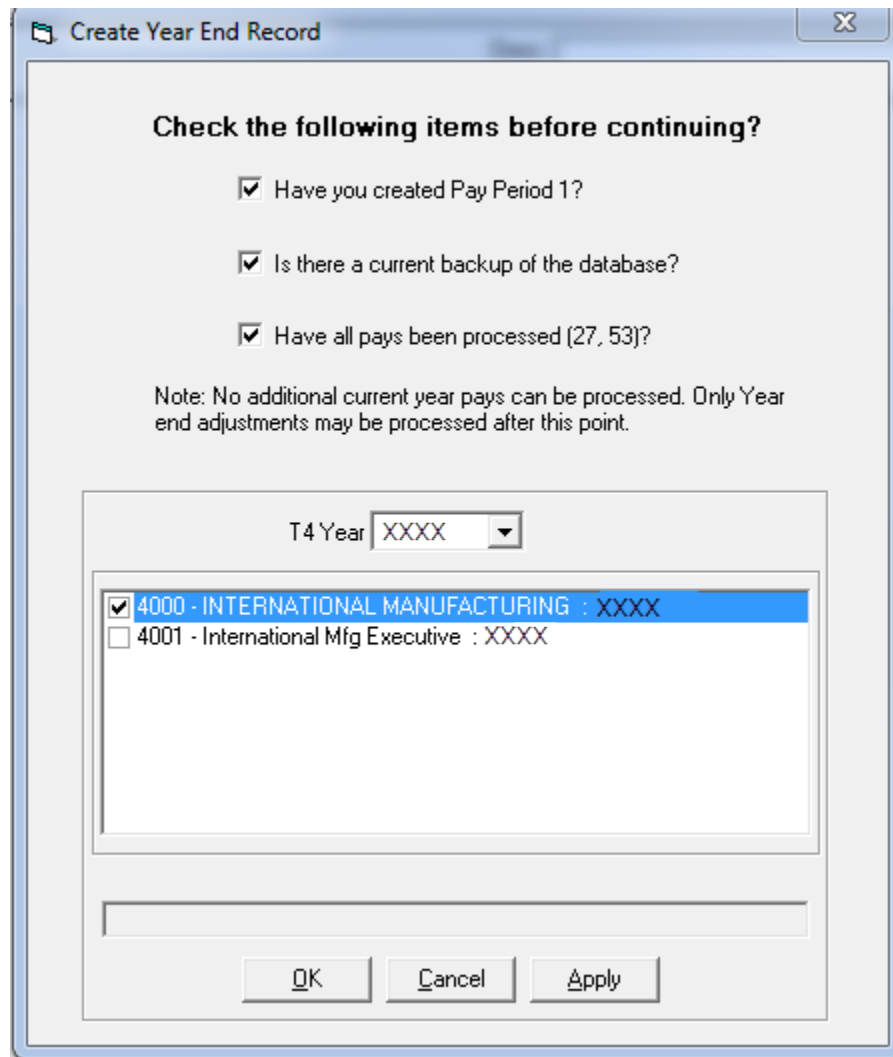 Create Year End Record
Check the following items before continuing?
Have you created Pay Period 1?
Is there a current backup of the database?
Have all pays been processed (27, 53)?
Note: No additional current year pays can be processed. Only Year
end adjustments may be processed after this point.
T4 Year XXXX
4000 - INTERNATIONAL MANUFACTURING : XXXX
4001 - International Mfg Executive : XXXX
OK Cancel Apply